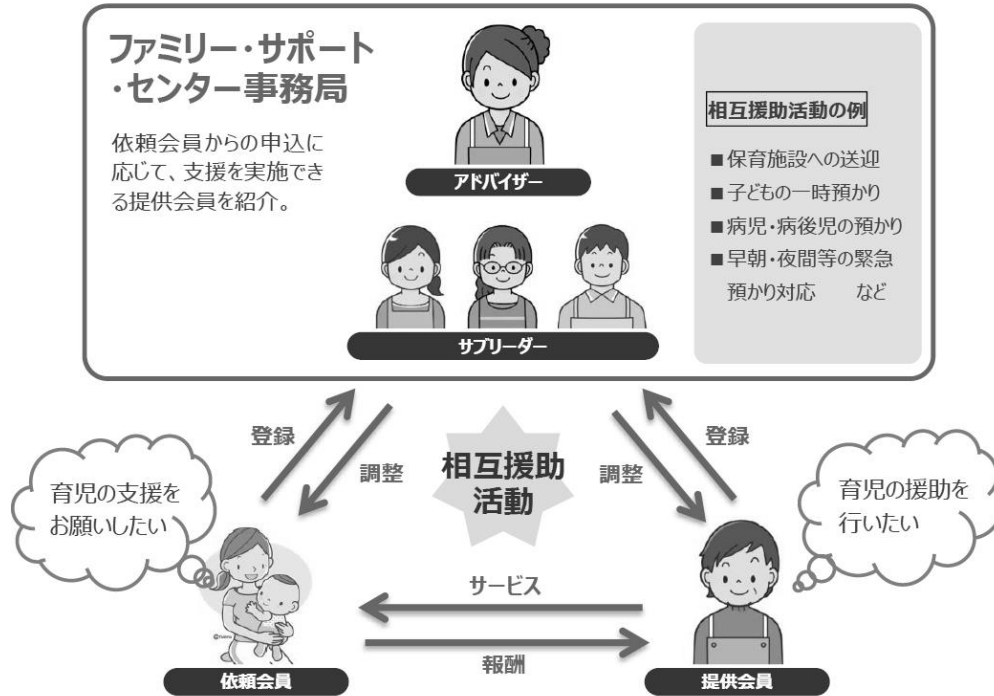 ファミリー・サポート
・センター事務局
依頼会員からの申込に
応じて、支援を実施でき
る提供会員を紹介。
アドバイザー
サブリーダー
相互援助活動の例
■保育施設への送迎
■子どもの一時預かり
■病児・病後児の預かり
■早朝・夜間等の緊急
預かり対応　　など
登録
調整
相互援助
活動
調整
登録
育児の支援を
お願いしたい
育児の援助を
行いたい
サービス
報酬
依頼会員
提供会員